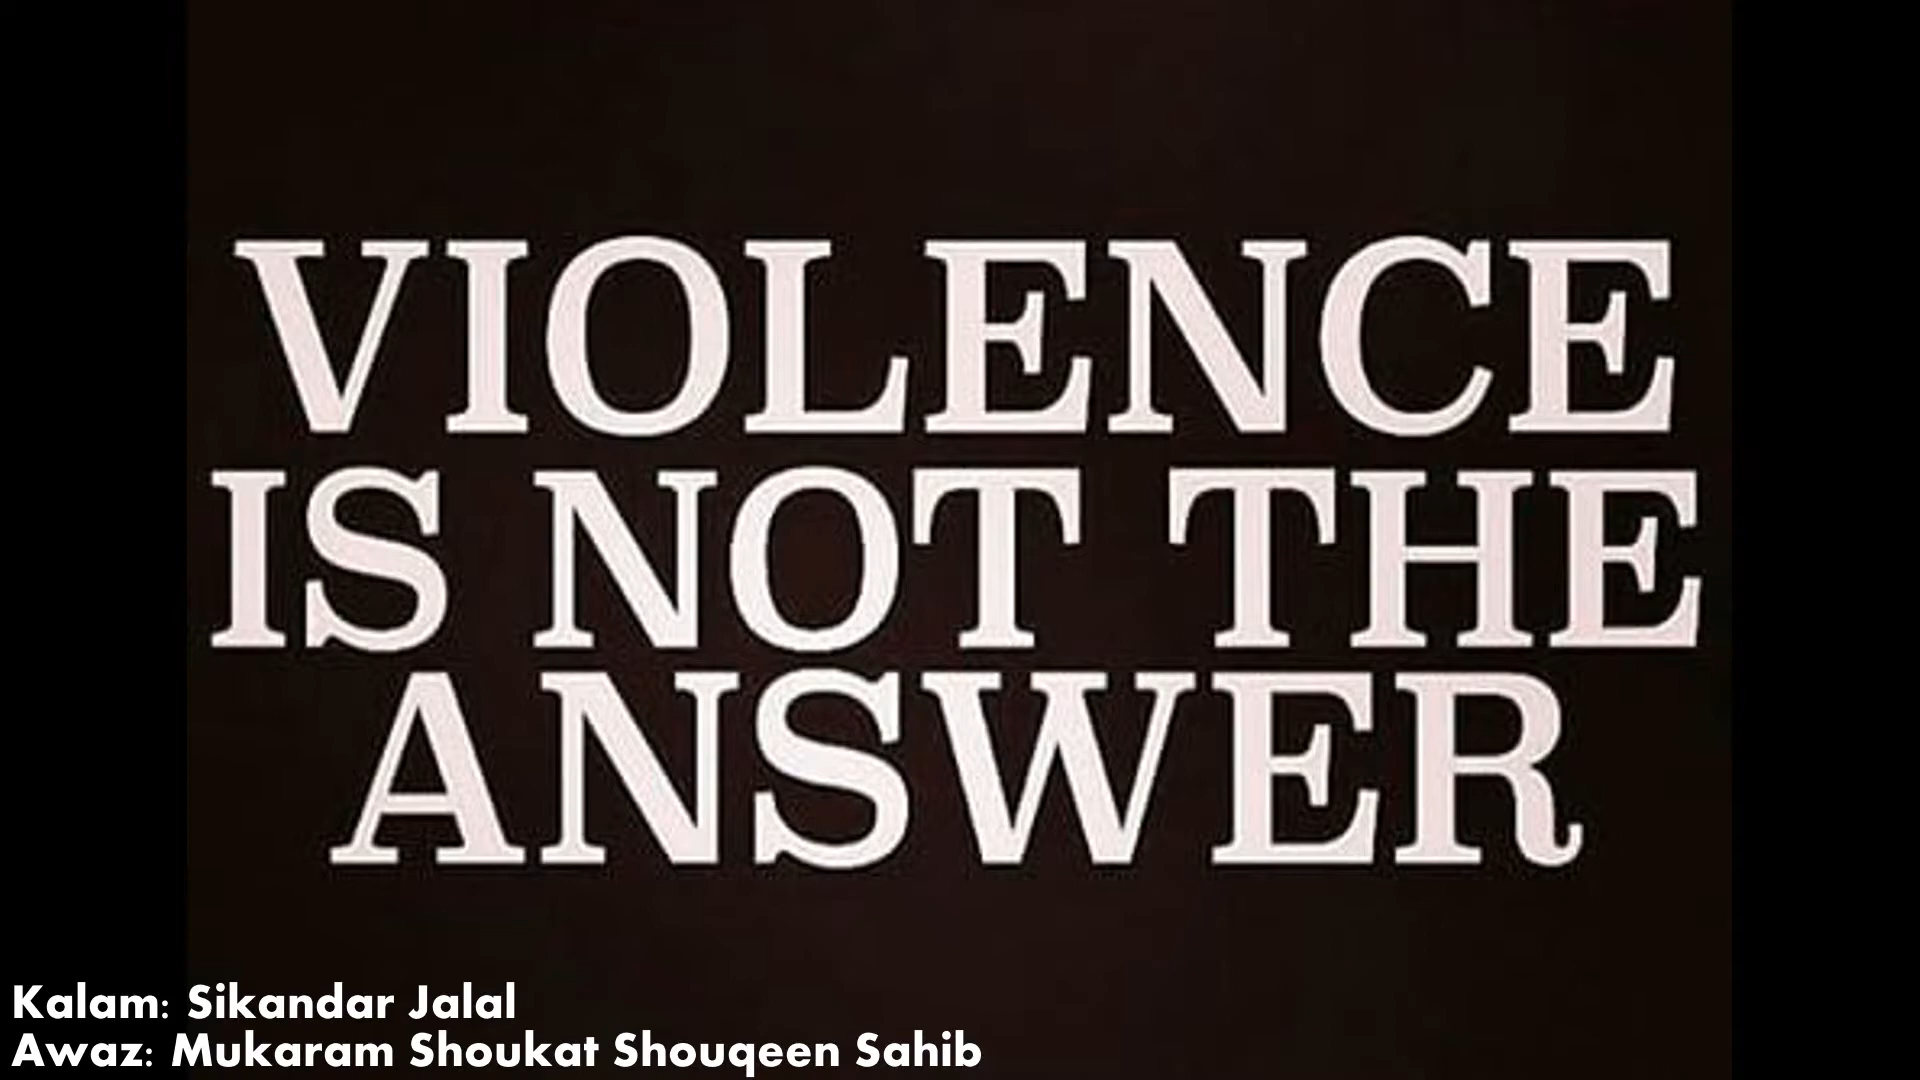 VIOLENCE
IS NOT THE
ANSWER
Kalam: Sikandar Jalal
Awaz: Mukaram Shoukat Shouqeen Sahib